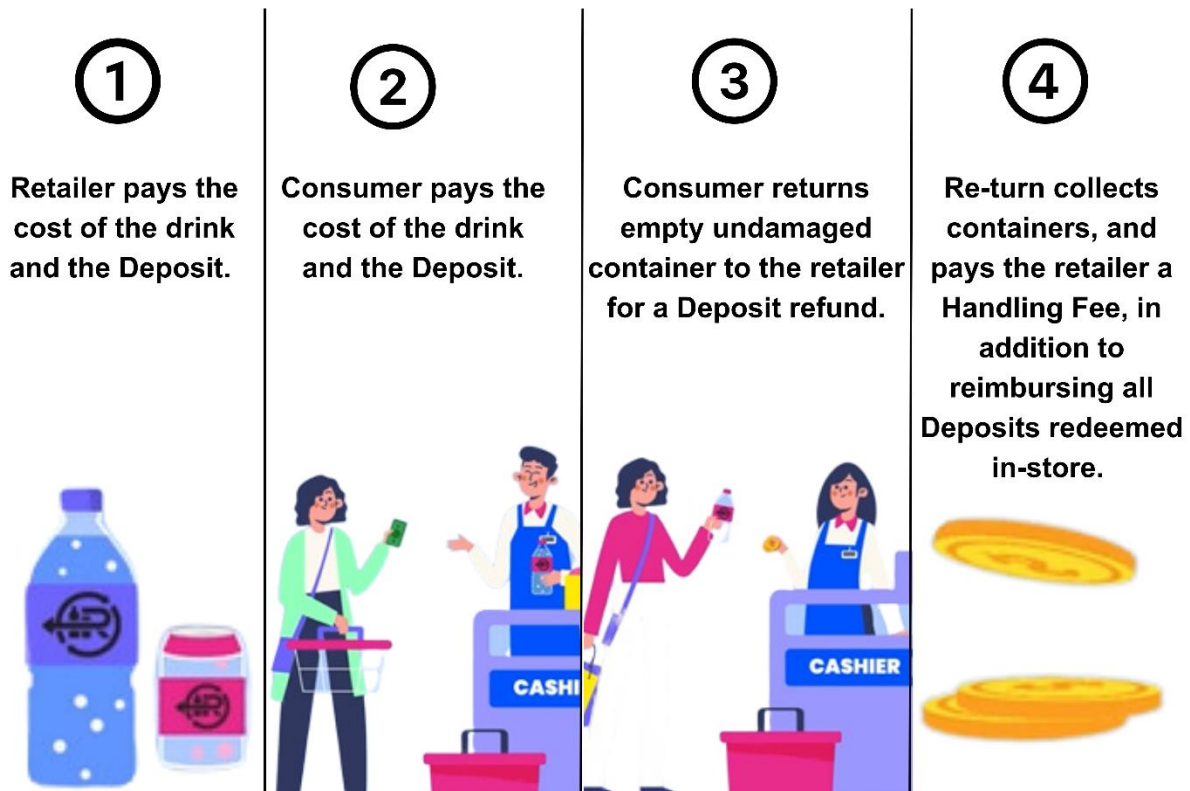 1
Retailer pays the
cost of the drink
and the Deposit.
2
Consumer pays the
cost of the drink
and the Deposit.
CASHI
3
Consumer returns
empty undamaged
container to the retailer
for a Deposit refund.
CASHIER
4
Re-turn collects
containers, and
pays the retailer a
Handling Fee, in
addition to
reimbursing all
Deposits redeemed
in-store.